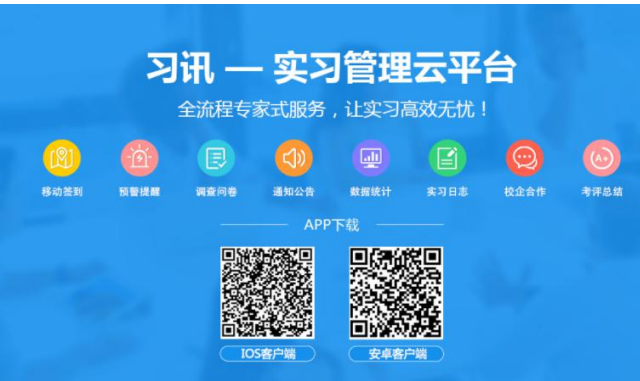 习讯 — 实习管理云平台
全流程专家式服务，让实习高效无忧！
A+
移动签到 预警提醒 调查问卷 通知公告 数据统计 实习日志 校企合作 考评总结
APP下载
IOS客户端 安卓客户端